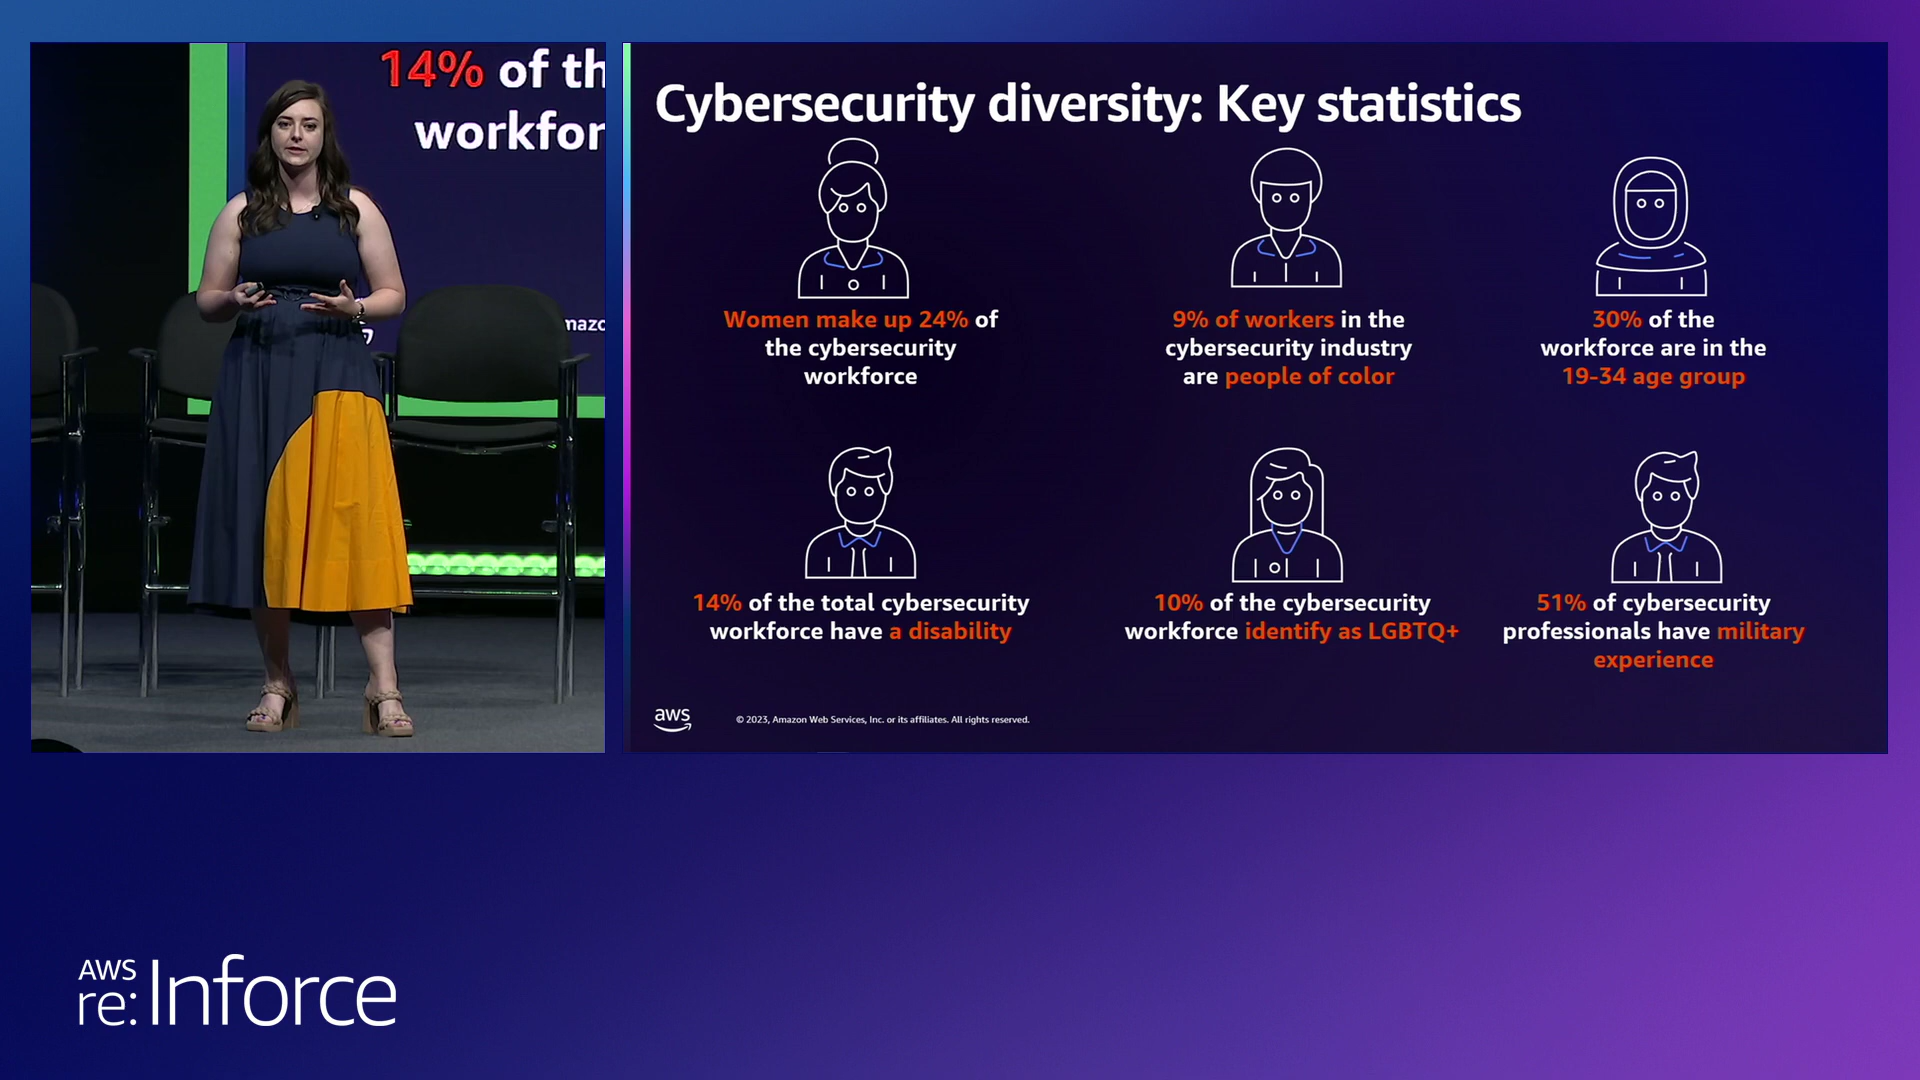 14% of th
workfor
mazo
Cybersecurity diversity: Key statistics
Women make up 24% of
the cybersecurity
workforce
9% of workers in the
cybersecurity industry
are people of color
30% of the
workforce are in the
19-34 age group
14% of the total cybersecurity
workforce have a disability
10% of the cybersecurity
workforce identify as LGBTQ+
51% of cybersecurity
professionals have military
experience
aws
© 2023, Amazon Web Services, Inc. or its affiliates. All rights reserved.
AWS
re:Inforce